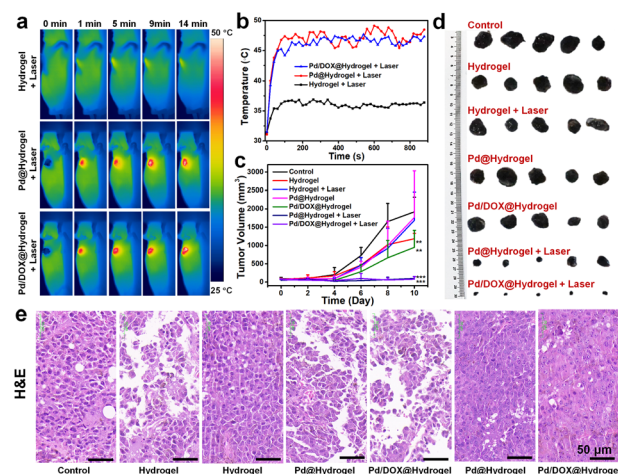 a
0 min 1 min 5 min 9min 14 min
50 °C
Hydrogel
+ Laser
Pd@Hydrogel
+ Laser
Pd/DOX@Hydrogel
+ Laser
25 °C
b
Temperature (°C)
50
45
40
35
30
Pd/DOX@Hydrogel + Laser
Pd@Hydrogel + Laser
Hydrogel + Laser
0 200 400 600 800
Time (s)
c
Tumor Volume (mm³)
3000
2500
2000
1500
1000
500
0
Control
Hydrogel
Hydrogel + Laser
Pd@Hydrogel
Pd/DOX@Hydrogel
Pd@Hydrogel + Laser
Pd/DOX@Hydrogel + Laser
**
**
***
***
0 2 4 6 8 10
Time (Day)
d
Control
Hydrogel
Hydrogel + Laser
Pd@Hydrogel
Pd/DOX@Hydrogel
Pd@Hydrogel + Laser
Pd/DOX@Hydrogel + Laser
e
H&E
50 µm
Control Hydrogel Hydrogel Pd@Hydrogel Pd/DOX@Hydrogel Pd@Hydrogel Pd/DOX@Hydrogel